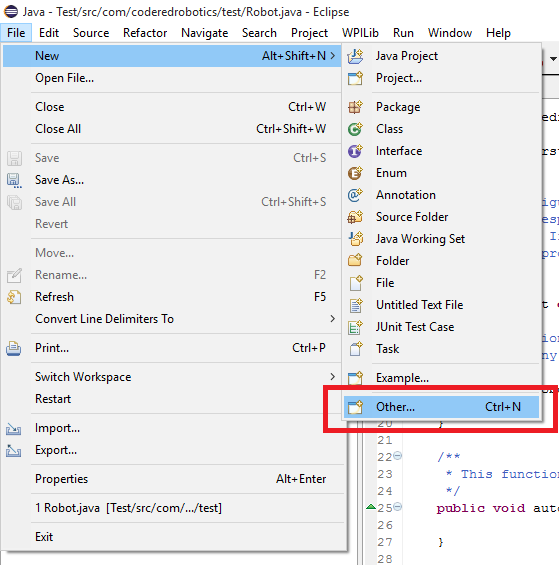 Java - Test/src/com/coderedrobotics/test/Robot.java - Eclipse
File Edit Source Refactor Navigate Search Project WPILib Run Window Help
New Alt+Shift+N >
Open File...
Close Ctrl+W
Close All Ctrl+Shift+W
Save Ctrl+S
Save As...
Save All Ctrl+Shift+S
Revert
Move...
Rename... F2
Refresh F5
Convert Line Delimiters To >
Print... Ctrl+P
Switch Workspace >
Restart
Import...
Export...
Properties Alt+Enter
1 Robot.java [Test/src/com/.../test]
Exit
Java Project
Project...
Package
Class
Interface
Enum
Annotation
Source Folder
Java Working Set
Folder
File
Untitled Text File
JUnit Test Case
Task
Example...
Other... Ctrl+N
20 }
21
22 /**
23 * This function
24 */
25 public void auto
26
27 }
28